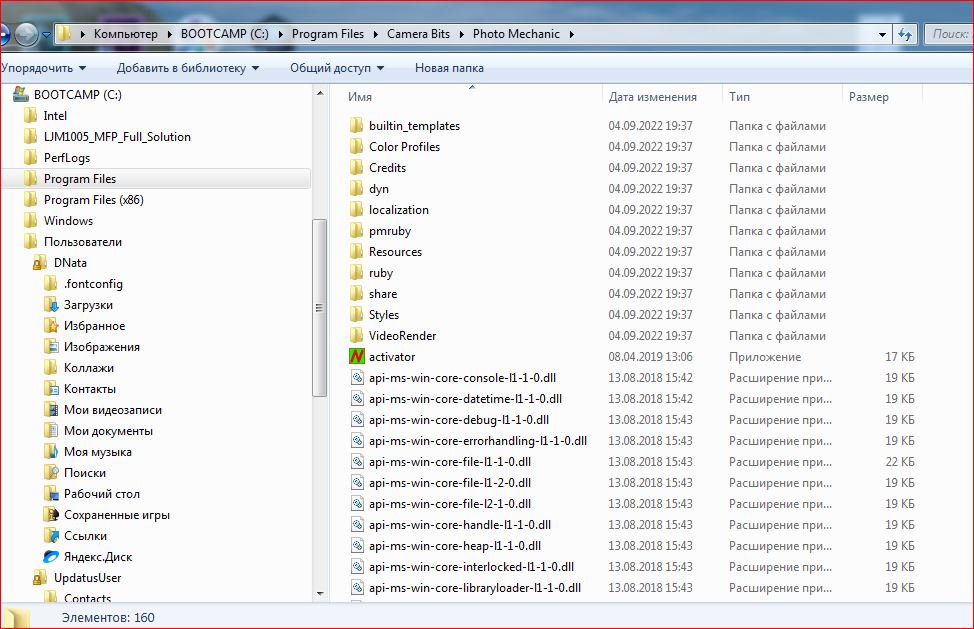 Компьютер BOOTCAMP (C:) Program Files Camera Bits Photo Mechanic Поиск:
Упорядочить Добавить в библиотеку Общий доступ Новая папка
BOOTCAMP (C:)
Intel
LJM1005_MFP_Full_Solution
PerfLogs
Program Files
Program Files (x86)
Windows
Пользователи
DNata
.fontconfig
Загрузки
Избранное
Изображения
Коллажи
Контакты
Мои видеозаписи
Мои документы
Моя музыка
Поиски
Рабочий стол
Сохраненные игры
Ссылки
Яндекс.Диск
UpdatusUser
Contacts
Имя Дата изменения Тип Размер
builtin_templates 04.09.2022 19:37 Папка с файлами
Color Profiles 04.09.2022 19:37 Папка с файлами
Credits 04.09.2022 19:37 Папка с файлами
dyn 04.09.2022 19:37 Папка с файлами
localization 04.09.2022 19:37 Папка с файлами
pmruby 04.09.2022 19:37 Папка с файлами
Resources 04.09.2022 19:37 Папка с файлами
ruby 04.09.2022 19:37 Папка с файлами
share 04.09.2022 19:37 Папка с файлами
Styles 04.09.2022 19:37 Папка с файлами
VideoRender 04.09.2022 19:37 Папка с файлами
activator 08.04.2019 13:06 Приложение 17 КБ
api-ms-win-core-console-l1-1-0.dll 13.08.2018 15:42 Расширение при... 19 КБ
api-ms-win-core-datetime-l1-1-0.dll 13.08.2018 15:42 Расширение при... 19 КБ
api-ms-win-core-debug-l1-1-0.dll 13.08.2018 15:43 Расширение при... 19 КБ
api-ms-win-core-errorhandling-l1-1-0.dll 13.08.2018 15:43 Расширение при... 19 КБ
api-ms-win-core-file-l1-1-0.dll 13.08.2018 15:43 Расширение при... 22 КБ
api-ms-win-core-file-l1-2-0.dll 13.08.2018 15:43 Расширение при... 19 КБ
api-ms-win-core-file-l2-1-0.dll 13.08.2018 15:43 Расширение при... 19 КБ
api-ms-win-core-handle-l1-1-0.dll 13.08.2018 15:43 Расширение при... 19 КБ
api-ms-win-core-heap-l1-1-0.dll 13.08.2018 15:43 Расширение при... 19 КБ
api-ms-win-core-interlocked-l1-1-0.dll 13.08.2018 15:43 Расширение при... 19 КБ
api-ms-win-core-libraryloader-l1-1-0.dll 13.08.2018 15:43 Расширение при... 19 КБ
Элементов: 160